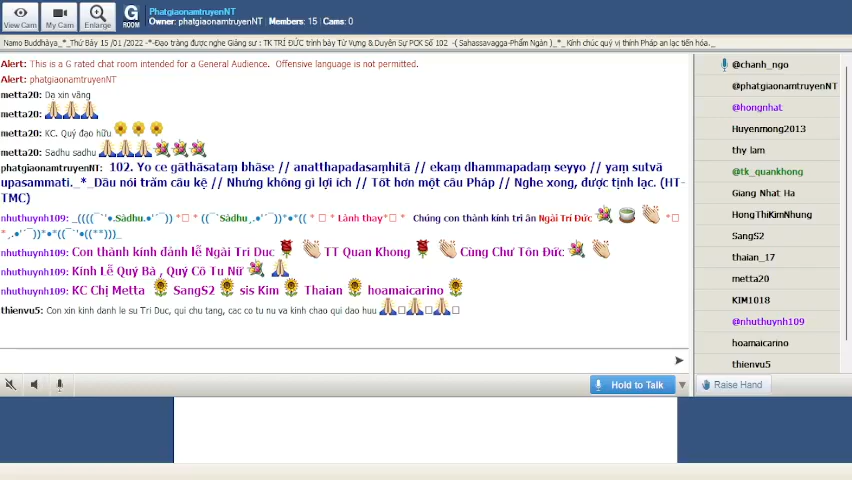 PhatgiaonamtruyenNT
Owner: phatgiaonamtruyenNT | Members: 15 | Cams: 0
View Cam
My Cam
Enlarge
G
ROOM
Namo Buddhàya_*_Thứ Bảy 15 /01 /2022 -*-Đạo tràng được nghe Giảng sư : TK TRÍ ĐỨC trình bày Từ Vựng & Duyên Sự PCK Số 102 -( Sahassavagga-Phẩm Ngàn )_*_Kính chúc quý vị thính Pháp an lạc tiến hóa._
Alert: This is a G rated chat room intended for a General Audience. Offensive language is not permitted.
Alert: phatgiaonamtruyenNT
metta20: Da xin vâng
metta20:
metta20: KC. Quý đạo hữu
metta20: Sadhu sadhu
phatgiaonamtruyenNT: 102. Yo ce gāthāsataṃ bhāse // anatthapadasaṃhitā // ekaṃ dhammapadaṃ seyyo // yaṃ sutvā
upasammati._*_Dầu nói trăm câu kệ // Nhưng không gì lợi ích // Tốt hơn một câu Pháp // Nghe xong, được tịnh lạc. (HT-
TMC)
nhuthuynh109: _((((¯`'•.Sàdhu.•'´¯)) *□ * ((¯`Sàdhu¸.•'´¯))*•*(( * □ * Lành thay*□ * Chúng con thành kính tri ân Ngài Trí Đức *□
* ¸.•'´¯))*•*((¯`'•((**)))_
nhuthuynh109: Con thành kính đảnh lễ Ngài Tri Duc TT Quan Khong Cùng Chư Tôn Đức
nhuthuynh109: Kính Lễ Quý Bà , Quý Cô Tu Nữ
nhuthuynh109: KC Chị Metta SangS2 sis Kim Thaian hoamaicarino
thienvu5: Con xin kinh danh le su Tri Duc, qui chu tang, cac co tu nu va kinh chao qui dao huu □ □ □
Hold to Talk
@chanh_ngo
@phatgiaonamtruyenNT
@hongnhat
Huyenmong2013
thy lam
@tk_quankhong
Giang Nhat Ha
HongThiKimNhung
SangS2
thaian_17
metta20
KIM1018
@nhuthuynh109
hoamaicarino
thienvu5
Raise Hand